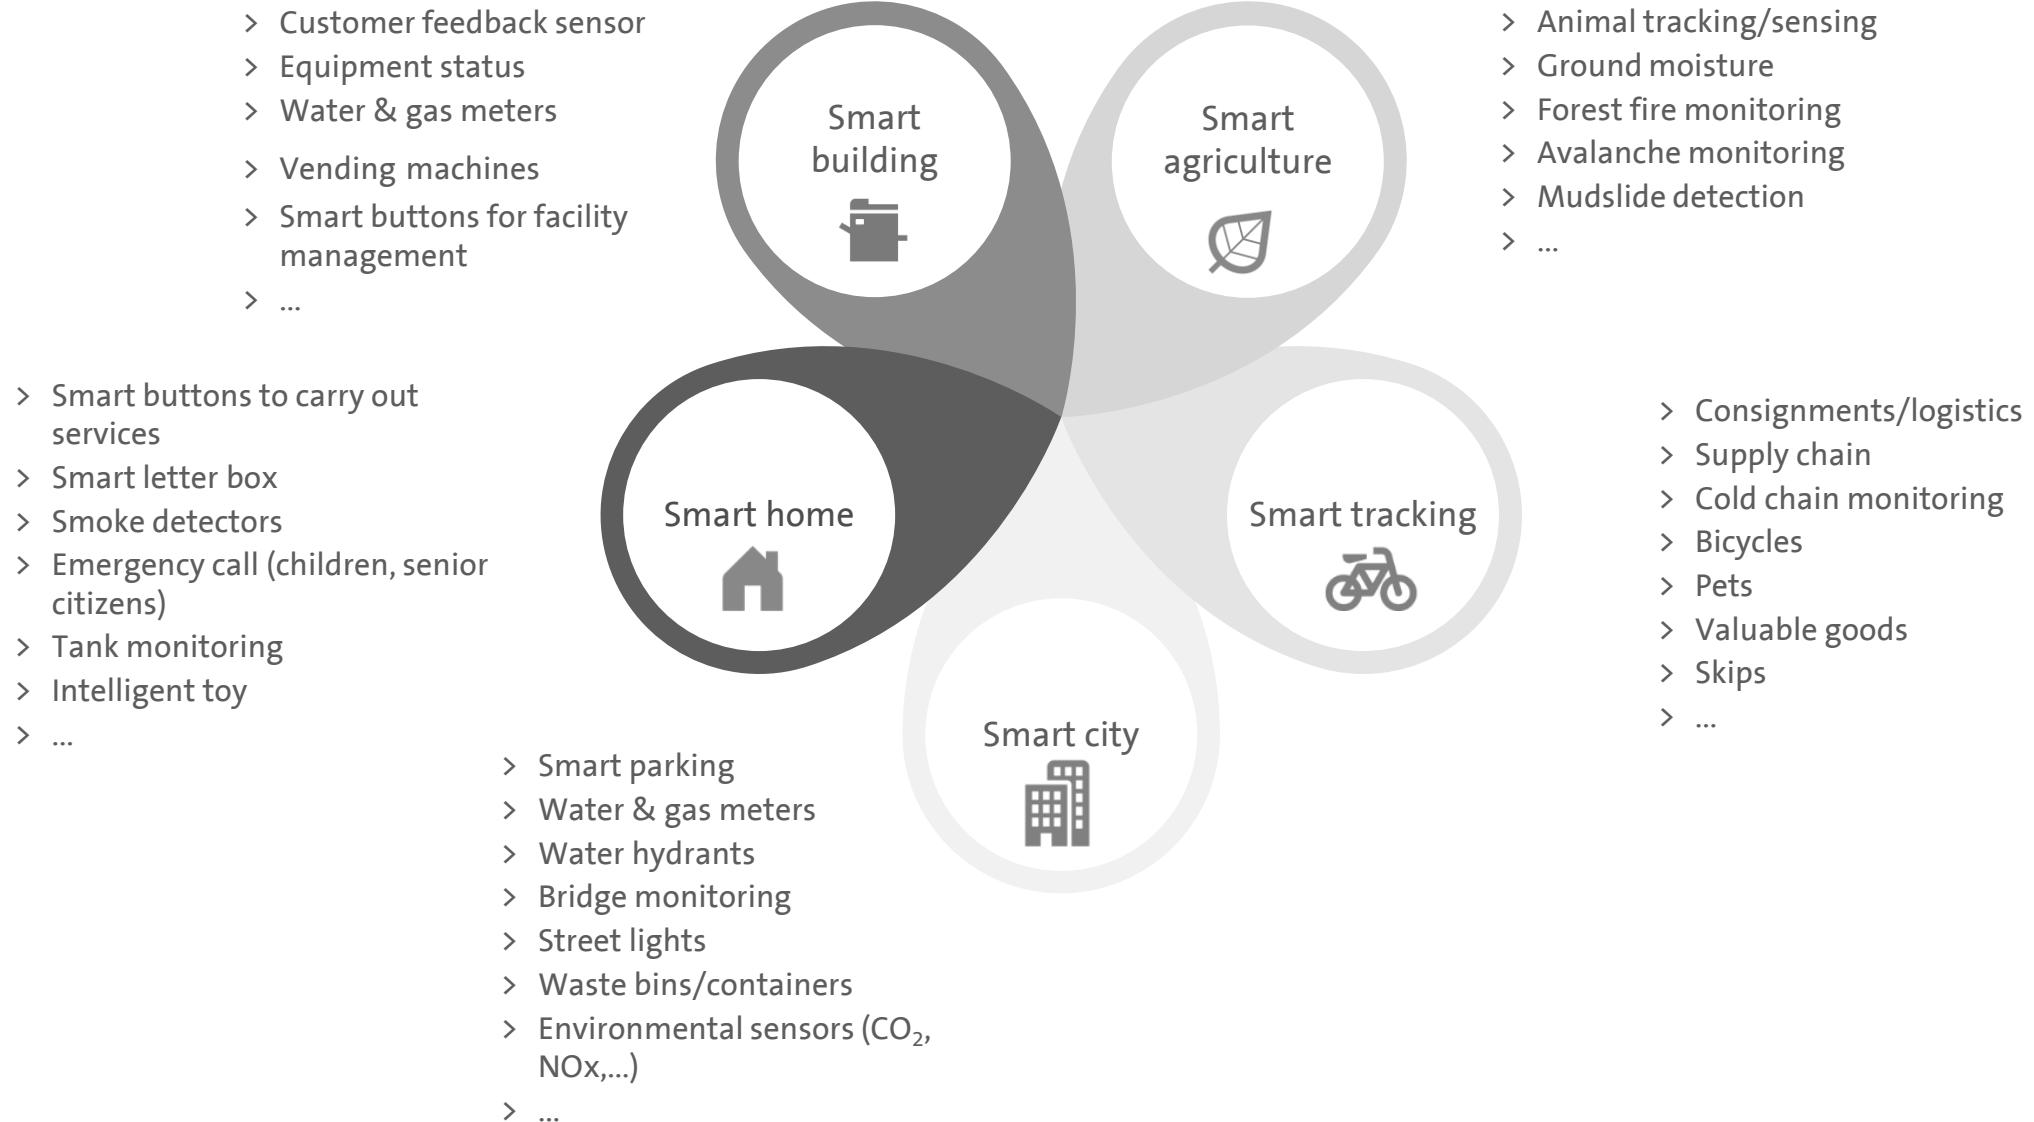 > Customer feedback sensor
> Equipment status
> Water & gas meters
> Vending machines
> Smart buttons for facility
management
> ...
Smart
building
Smart
agriculture
> Animal tracking/sensing
> Ground moisture
> Forest fire monitoring
> Avalanche monitoring
> Mudslide detection
> ...
> Smart buttons to carry out
services
> Smart letter box
> Smoke detectors
> Emergency call (children, senior
citizens)
> Tank monitoring
> Intelligent toy
> ...
Smart home
Smart tracking
> Consignments/logistics
> Supply chain
> Cold chain monitoring
> Bicycles
> Pets
> Valuable goods
> Skips
> ...
Smart city
> Smart parking
> Water & gas meters
> Water hydrants
> Bridge monitoring
> Street lights
> Waste bins/containers
> Environmental sensors (CO₂,
NOx,...)
> ...